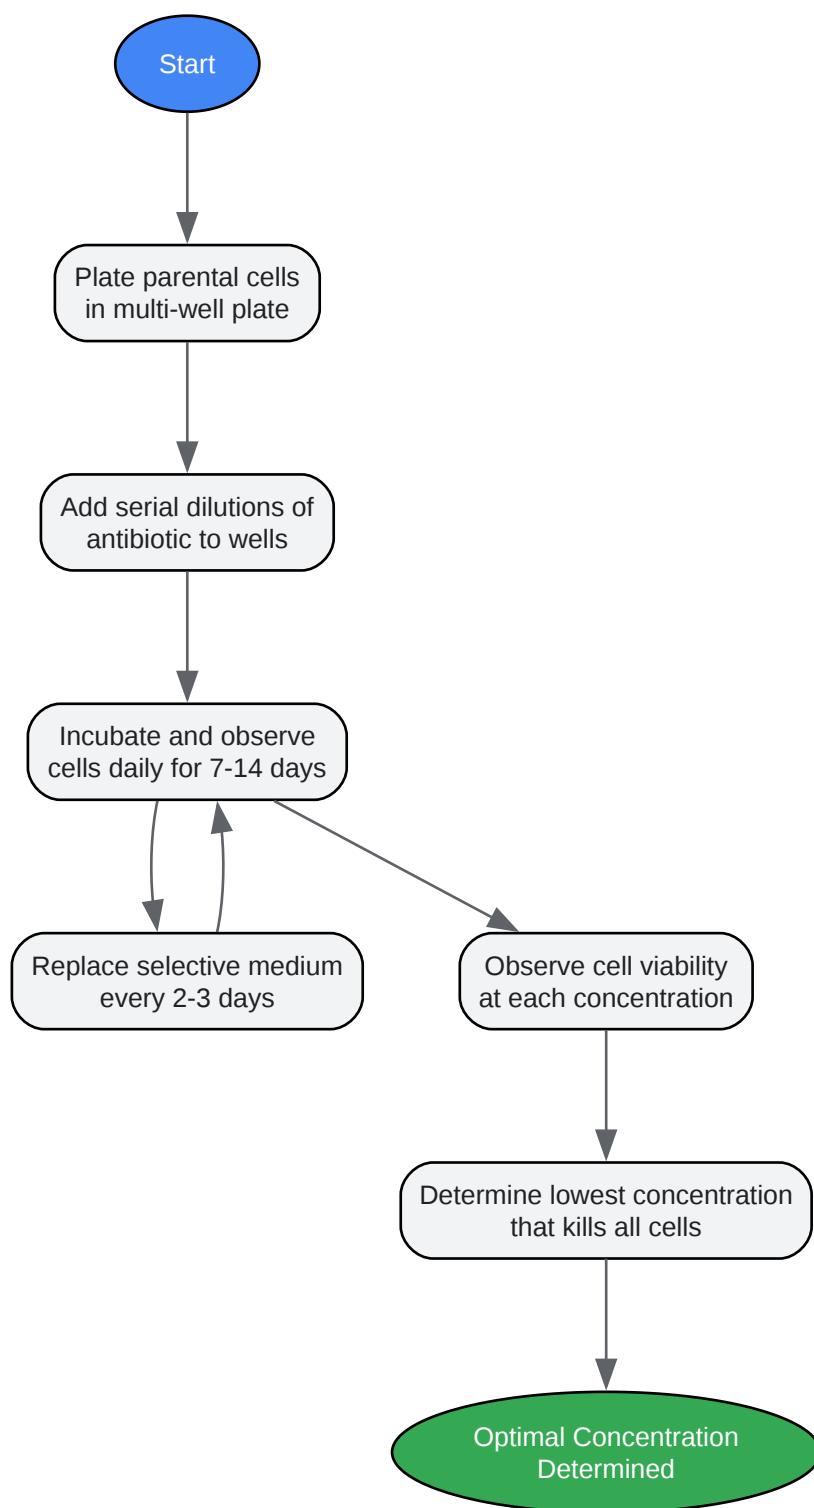 Start
Plate parental cells
in multi-well plate
Add serial dilutions of
antibiotic to wells
Incubate and observe
cells daily for 7-14 days
Replace selective medium
every 2-3 days
Observe cell viability
at each concentration
Determine lowest concentration
that kills all cells
Optimal Concentration
Determined